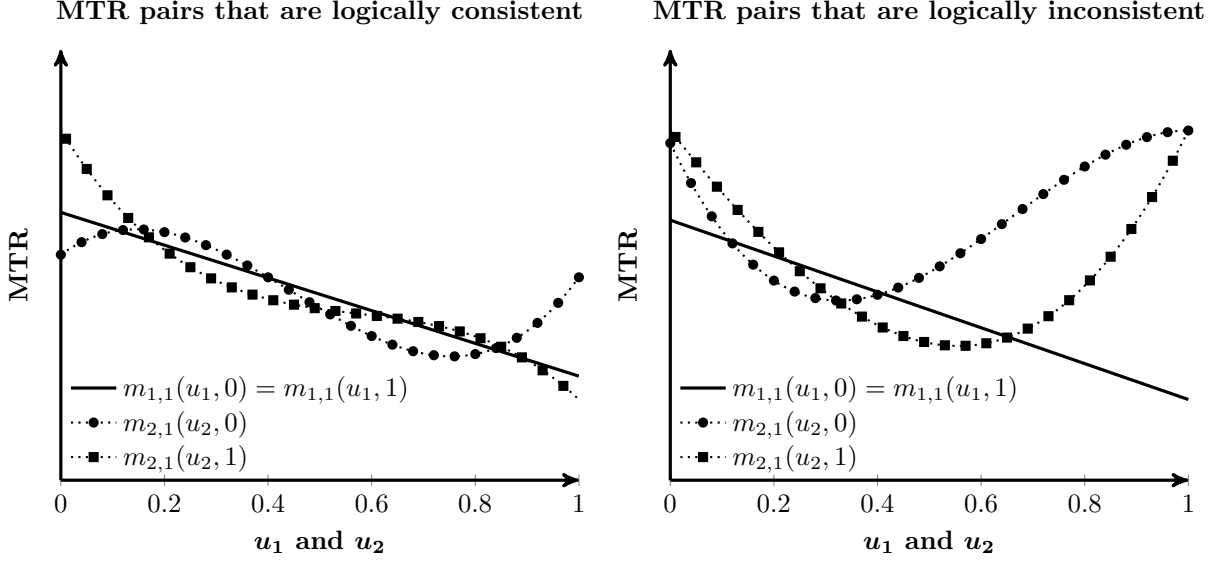 MTR pairs that are logically consistent
MTR
m₁,₁(u₁, 0) = m₁,₁(u₁, 1)
m₂,₁(u₂, 0)
m₂,₁(u₂, 1)
0 0.2 0.4 0.6 0.8 1
u₁ and u₂
MTR pairs that are logically inconsistent
MTR
m₁,₁(u₁, 0) = m₁,₁(u₁, 1)
m₂,₁(u₂, 0)
m₂,₁(u₂, 1)
0 0.2 0.4 0.6 0.8 1
u₁ and u₂